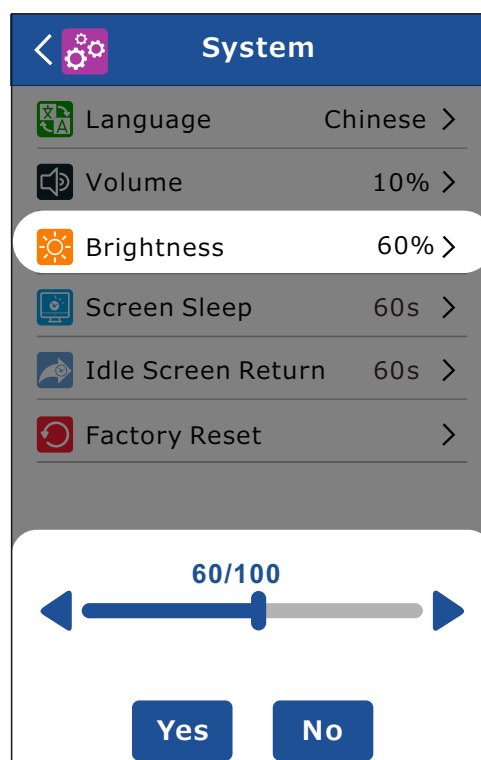 System
Language Chinese
Volume 10%
Brightness 60%
Screen Sleep 60s
Idle Screen Return 60s
Factory Reset
60/100
Yes No